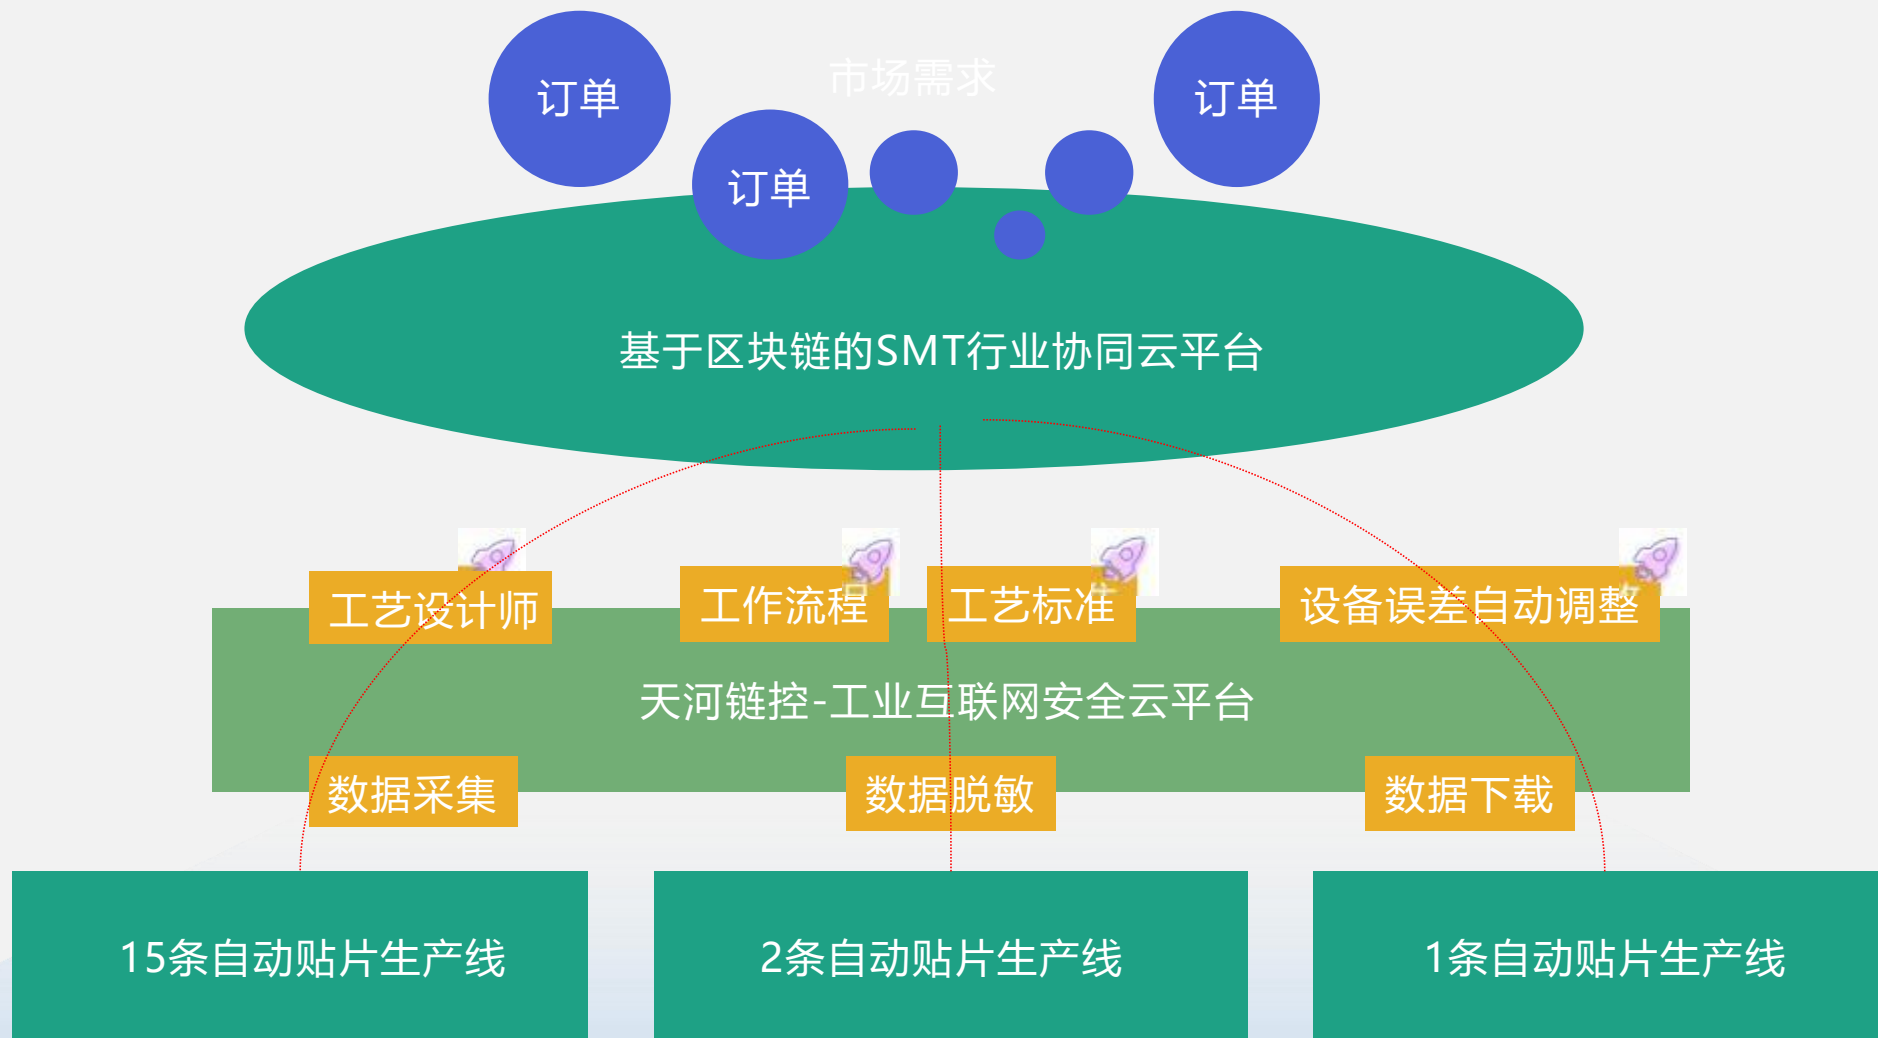 市场需求
订单
订单
订单
基于区块链的SMT行业协同云平台
工艺设计师
工作流程
工艺标准
设备误差自动调整
天河链控-工业互联网安全云平台
数据采集
数据脱敏
数据下载
15条自动贴片生产线
2条自动贴片生产线
1条自动贴片生产线